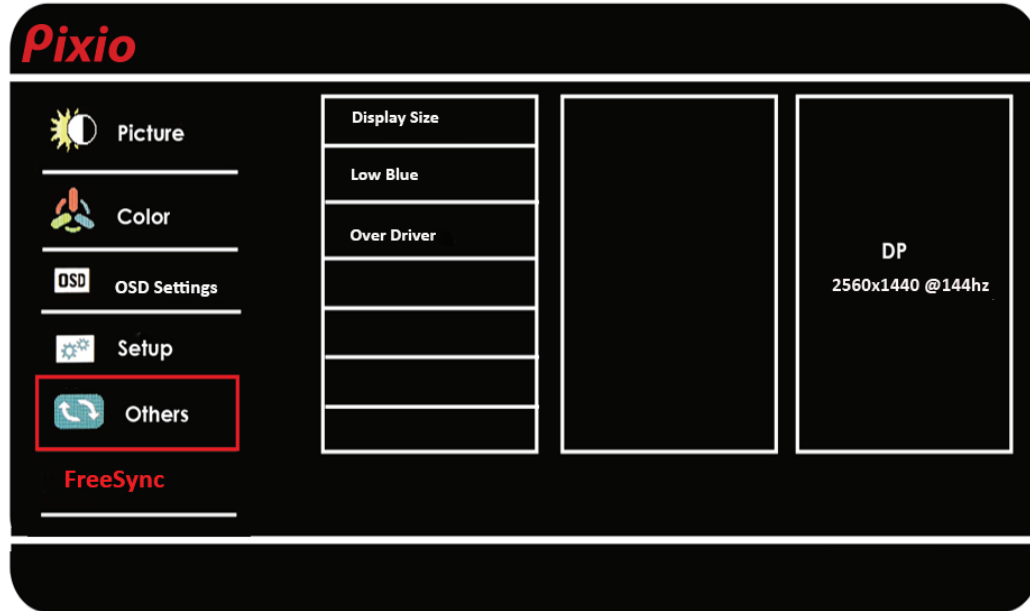 Pixio
Picture
Color
OSD
OSD Settings
Setup
Others
FreeSync
Display Size
Low Blue
Over Driver
DP
2560x1440 @144hz